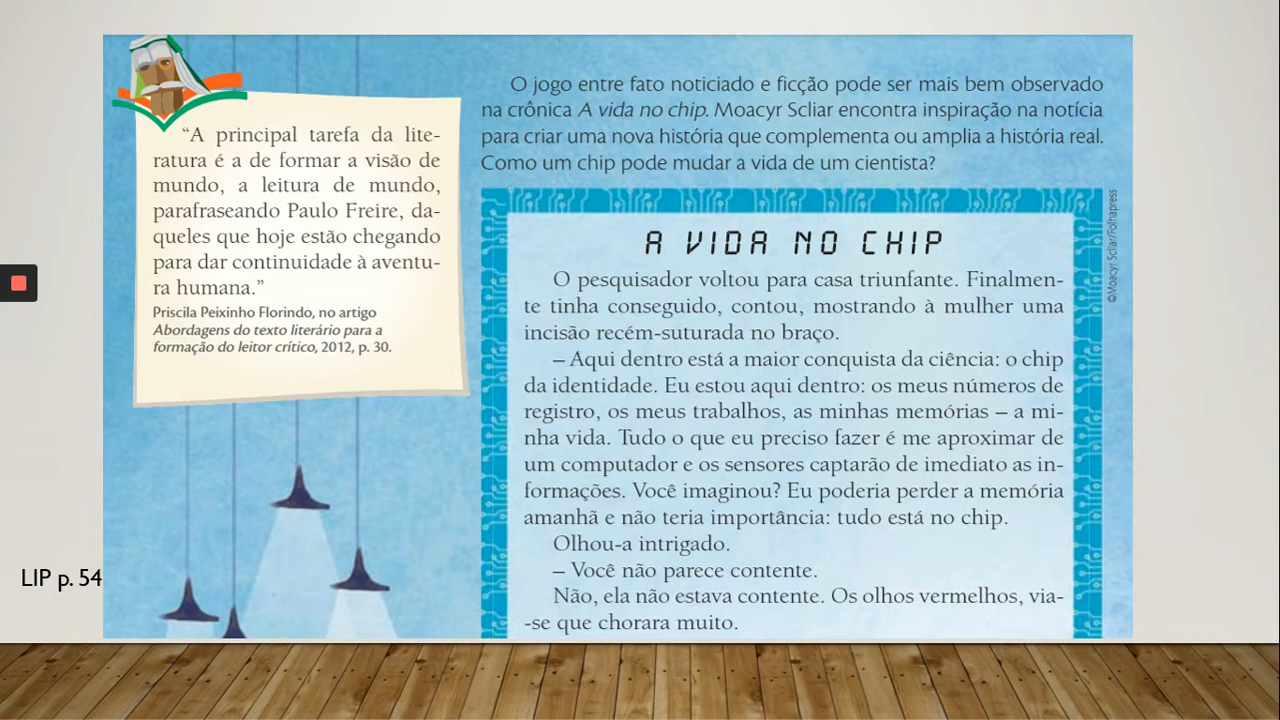 “A principal tarefa da lite-
ratura é a de formar a visão de
mundo, a leitura de mundo,
parafraseando Paulo Freire, da-
queles que hoje estão chegando
para dar continuidade à aventu-
ra humana.”
Priscila Peixinho Florindo, no artigo
Abordagens do texto literário para a
formação do leitor crítico, 2012, p. 30.
O jogo entre fato noticiado e ficção pode ser mais bem observado
na crônica A vida no chip. Moacyr Scliar encontra inspiração na notícia
para criar uma nova história que complementa ou amplia a história real.
Como um chip pode mudar a vida de um cientista?
A VIDA NO CHIP
O pesquisador voltou para casa triunfante. Finalmen-
te tinha conseguido, contou, mostrando à mulher uma
incisão recém-suturada no braço.
– Aqui dentro está a maior conquista da ciência: o chip
da identidade. Eu estou aqui dentro: os meus números de
registro, os meus trabalhos, as minhas memórias – a mi-
nha vida. Tudo o que eu preciso fazer é me aproximar de
um computador e os sensores captarão de imediato as in-
formações. Você imaginou? Eu poderia perder a memória
amanhã e não teria importância: tudo está no chip.
Olhou-a intrigado.
– Você não parece contente.
Não, ela não estava contente. Os olhos vermelhos, via-
-se que chorara muito.
©Moacyr Scliar/Folhapress
LIP p. 54